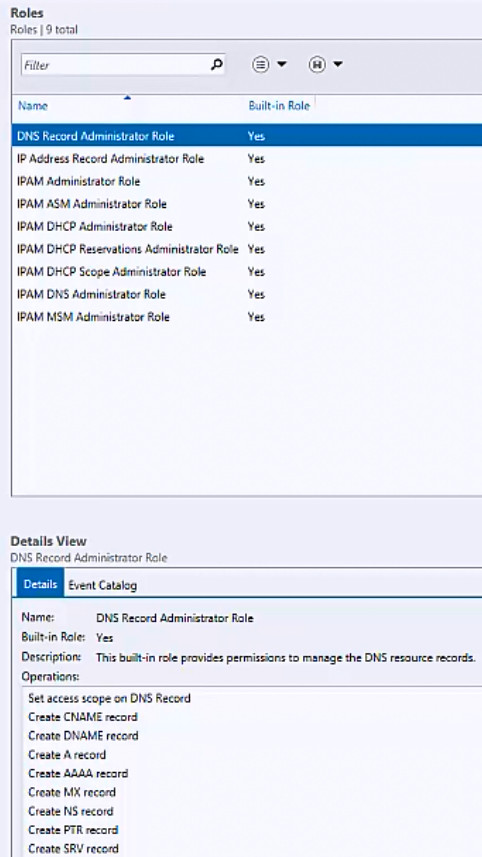 Roles
Roles | 9 total
Filter
Name Built-in Role
DNS Record Administrator Role Yes
IP Address Record Administrator Role Yes
IPAM Administrator Role Yes
IPAM ASM Administrator Role Yes
IPAM DHCP Administrator Role Yes
IPAM DHCP Reservations Administrator Role Yes
IPAM DHCP Scope Administrator Role Yes
IPAM DNS Administrator Role Yes
IPAM MSM Administrator Role Yes
Details View
DNS Record Administrator Role
Details Event Catalog
Name: DNS Record Administrator Role
Built-in Role: Yes
Description: This built-in role provides permissions to manage the DNS resource records.
Operations:
Set access scope on DNS Record
Create CNAME record
Create DNAME record
Create A record
Create AAAA record
Create MX record
Create NS record
Create PTR record
Create SRV record